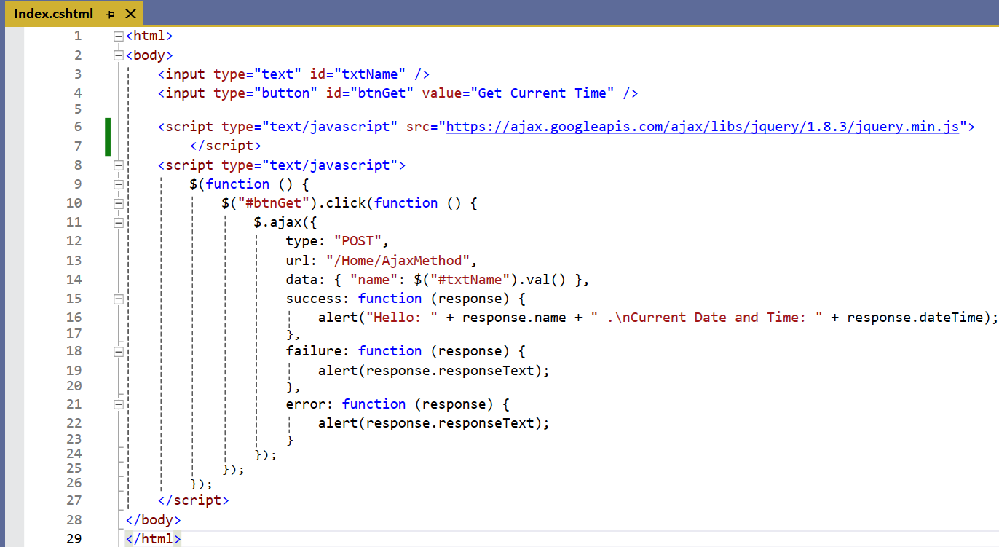 Index.cshtml
1 <html>
2 <body>
3 <input type="text" id="txtName" />
4 <input type="button" id="btnGet" value="Get Current Time" />
5
6 <script type="text/javascript" src="https://ajax.googleapis.com/ajax/libs/jquery/1.8.3/jquery.min.js">
7 </script>
8 <script type="text/javascript">
9 $(function () {
10 $("#btnGet").click(function () {
11 $.ajax({
12 type: "POST",
13 url: "/Home/AjaxMethod",
14 data: { "name": $("#txtName").val() },
15 success: function (response) {
16 alert("Hello: " + response.name + " .\nCurrent Date and Time: " + response.dateTime);
17 },
18 failure: function (response) {
19 alert(response.responseText);
20 },
21 error: function (response) {
22 alert(response.responseText);
23 }
24 });
25 });
26 });
27 </script>
28 </body>
29 </html>